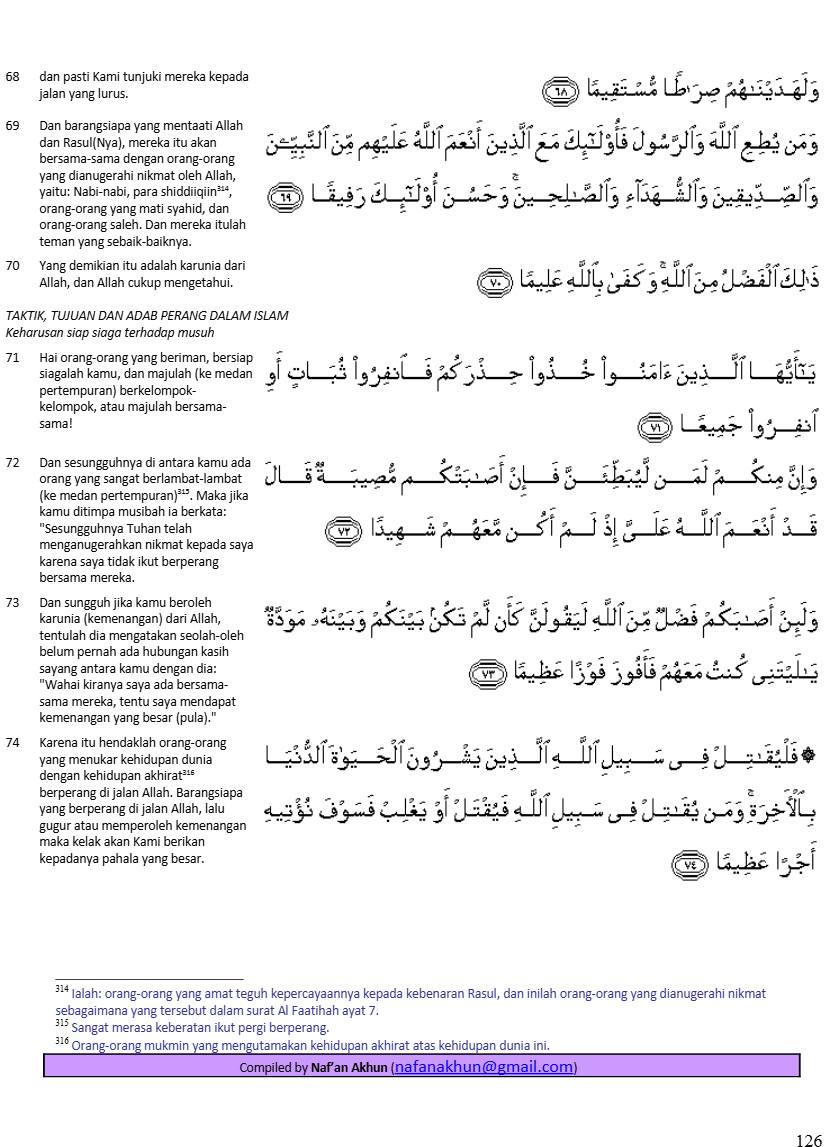 68 dan pasti Kami tunjuki mereka kepada
jalan yang lurus.
وَلَهَدَيْنَـٰهُمْ صِرَٰطًا مُّسْتَقِيمًا ﴿٦٨﴾
69 Dan barangsiapa yang mentaati Allah
dan Rasul(Nya), mereka itu akan
bersama-sama dengan orang-orang
yang dianugerahi nikmat oleh Allah,
yaitu: Nabi-nabi, para shiddiiqiin³¹⁴,
orang-orang yang mati syahid, dan
orang-orang saleh. Dan mereka itulah
teman yang sebaik-baiknya.
وَمَن يُطِعِ ٱللَّهَ وَٱلرَّسُولَ فَأُو۟لَـٰٓئِكَ مَعَ ٱلَّذِينَ أَنْعَمَ ٱللَّهُ عَلَيْهِم مِّنَ ٱلنَّبِيِّـۧنَ
وَٱلصِّدِّيقِينَ وَٱلشُّهَدَآءِ وَٱلصَّـٰلِحِينَ ۚ وَحَسُنَ أُو۟لَـٰٓئِكَ رَفِيقًا ﴿٦٩﴾
70 Yang demikian itu adalah karunia dari
Allah, dan Allah cukup mengetahui.
ذَٰلِكَ ٱلْفَضْلُ مِنَ ٱللَّهِ ۚ وَكَفَىٰ بِٱللَّهِ عَلِيمًا ﴿٧٠﴾
TAKTIK, TUJUAN DAN ADAB PERANG DALAM ISLAM
Keharusan siap siaga terhadap musuh
71 Hai orang-orang yang beriman, bersiap
siagalah kamu, dan majulah (ke medan
pertempuran) berkelompok-
kelompok, atau majulah bersama-
sama!
يَـٰٓأَيُّهَا ٱلَّذِينَ ءَامَنُوا۟ خُذُوا۟ حِذْرَكُمْ فَٱنفِرُوا۟ ثُبَاتٍ أَوِ
ٱنفِرُوا۟ جَمِيعًا ﴿٧١﴾
72 Dan sesungguhnya di antara kamu ada
orang yang sangat berlambat-lambat
(ke medan pertempuran)³¹⁵. Maka jika
kamu ditimpa musibah ia berkata:
"Sesungguhnya Tuhan telah
menganugerahkan nikmat kepada saya
karena saya tidak ikut berperang
bersama mereka.
وَإِنَّ مِنكُمْ لَمَن لَّيُبَطِّئَنَّ فَإِنْ أَصَـٰبَتْكُم مُّصِيبَةٌ قَالَ
قَدْ أَنْعَمَ ٱللَّهُ عَلَىَّ إِذْ لَمْ أَكُن مَّعَهُمْ شَهِيدًا ﴿٧٢﴾
73 Dan sungguh jika kamu beroleh
karunia (kemenangan) dari Allah,
tentulah dia mengatakan seolah-oleh
belum pernah ada hubungan kasih
sayang antara kamu dengan dia:
"Wahai kiranya saya ada bersama-
sama mereka, tentu saya mendapat
kemenangan yang besar (pula)."
وَلَئِنْ أَصَـٰبَكُمْ فَضْلٌ مِّنَ ٱللَّهِ لَيَقُولَنَّ كَأَن لَّمْ تَكُنۢ بَيْنَكُمْ وَبَيْنَهُۥ مَوَدَّةٌ
يَـٰلَيْتَنِى كُنتُ مَعَهُمْ فَأَفُوزَ فَوْزًا عَظِيمًا ﴿٧٣﴾
74 Karena itu hendaklah orang-orang
yang menukar kehidupan dunia
dengan kehidupan akhirat³¹⁶
berperang di jalan Allah. Barangsiapa
yang berperang di jalan Allah, lalu
gugur atau memperoleh kemenangan
maka kelak akan Kami berikan
kepadanya pahala yang besar.
۞ فَلْيُقَـٰتِلْ فِى سَبِيلِ ٱللَّهِ ٱلَّذِينَ يَشْرُونَ ٱلْحَيَوٰةَ ٱلدُّنْيَا
بِٱلْـَٔاخِرَةِ ۚ وَمَن يُقَـٰتِلْ فِى سَبِيلِ ٱللَّهِ فَيُقْتَلْ أَوْ يَغْلِبْ فَسَوْفَ نُؤْتِيهِ
أَجْرًا عَظِيمًا ﴿٧٤﴾
³¹⁴ Ialah: orang-orang yang amat teguh kepercayaannya kepada kebenaran Rasul, dan inilah orang-orang yang dianugerahi nikmat
sebagaimana yang tersebut dalam surat Al Faatihah ayat 7.
³¹⁵ Sangat merasa keberatan ikut pergi berperang.
³¹⁶ Orang-orang mukmin yang mengutamakan kehidupan akhirat atas kehidupan dunia ini.
Compiled by Naf'an Akhun (nafanakhun@gmail.com)
126